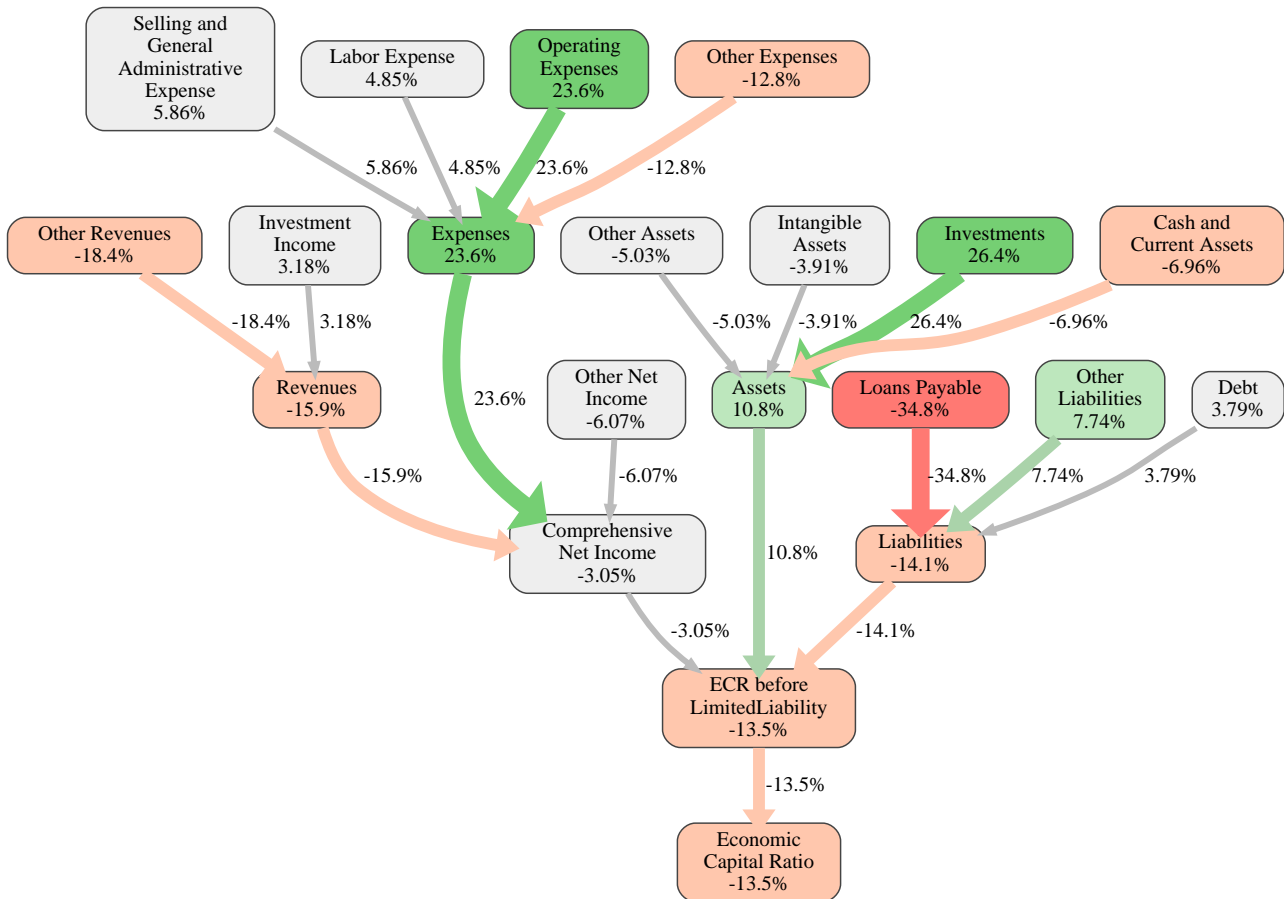 Selling and
General
Administrative
Expense
5.86%
Labor Expense
4.85%
Operating
Expenses
23.6%
Other Expenses
-12.8%
5.86%
4.85%
23.6%
-12.8%
Other Revenues
-18.4%
Investment
Income
3.18%
Expenses
23.6%
Other Assets
-5.03%
Intangible
Assets
-3.91%
Investments
26.4%
Cash and
Current Assets
-6.96%
-18.4%
3.18%
-5.03%
-3.91%
26.4%
-6.96%
Revenues
-15.9%
23.6%
Other Net
Income
-6.07%
Assets
10.8%
Loans Payable
-34.8%
Other
Liabilities
7.74%
Debt
3.79%
-15.9%
-6.07%
-34.8%
7.74%
3.79%
Comprehensive
Net Income
-3.05%
10.8%
Liabilities
-14.1%
-3.05%
-14.1%
ECR before
LimitedLiability
-13.5%
-13.5%
Economic
Capital Ratio
-13.5%